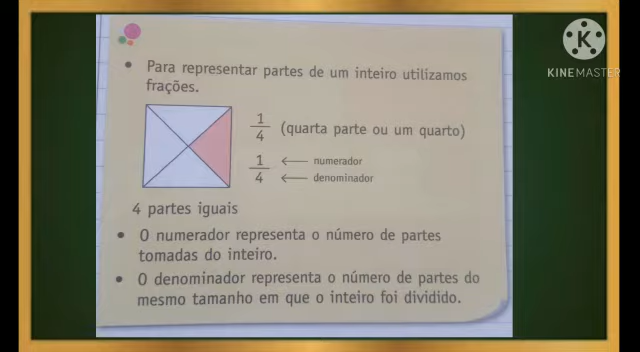 • Para representar partes de um inteiro utilizamos
frações.
1/4 (quarta parte ou um quarto)
1/4 ← numerador
← denominador
4 partes iguais
• O numerador representa o número de partes
tomadas do inteiro.
• O denominador representa o número de partes do
mesmo tamanho em que o inteiro foi dividido.
K
KINEMASTER